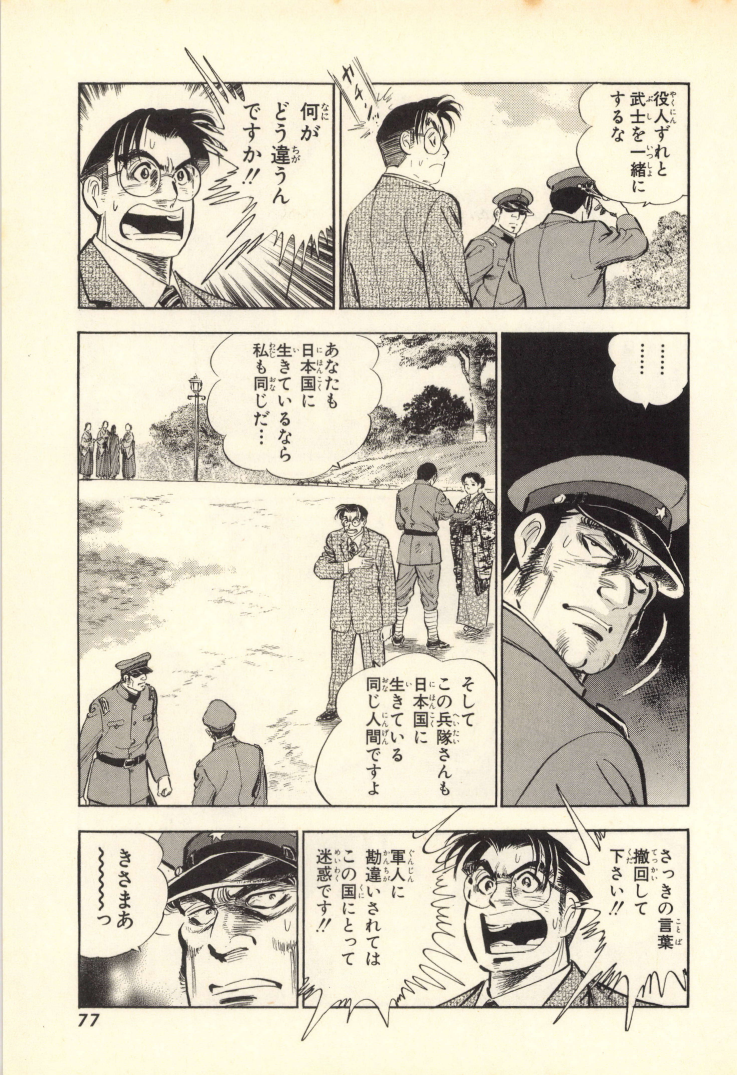 役人ずれと
武士を一緒に
するな
カチンッ
何が
どう違うん
ですか!!
………
………
あなたも
日本国に
生きているなら
私も同じだ…
そして
この兵隊さんも
日本国に
生きている
同じ人間ですよ
さっきの言葉
撤回して
下さい!!
軍人に
勘違いされては
この国にとって
迷惑です!!
きさまあ
～～～～っ
77